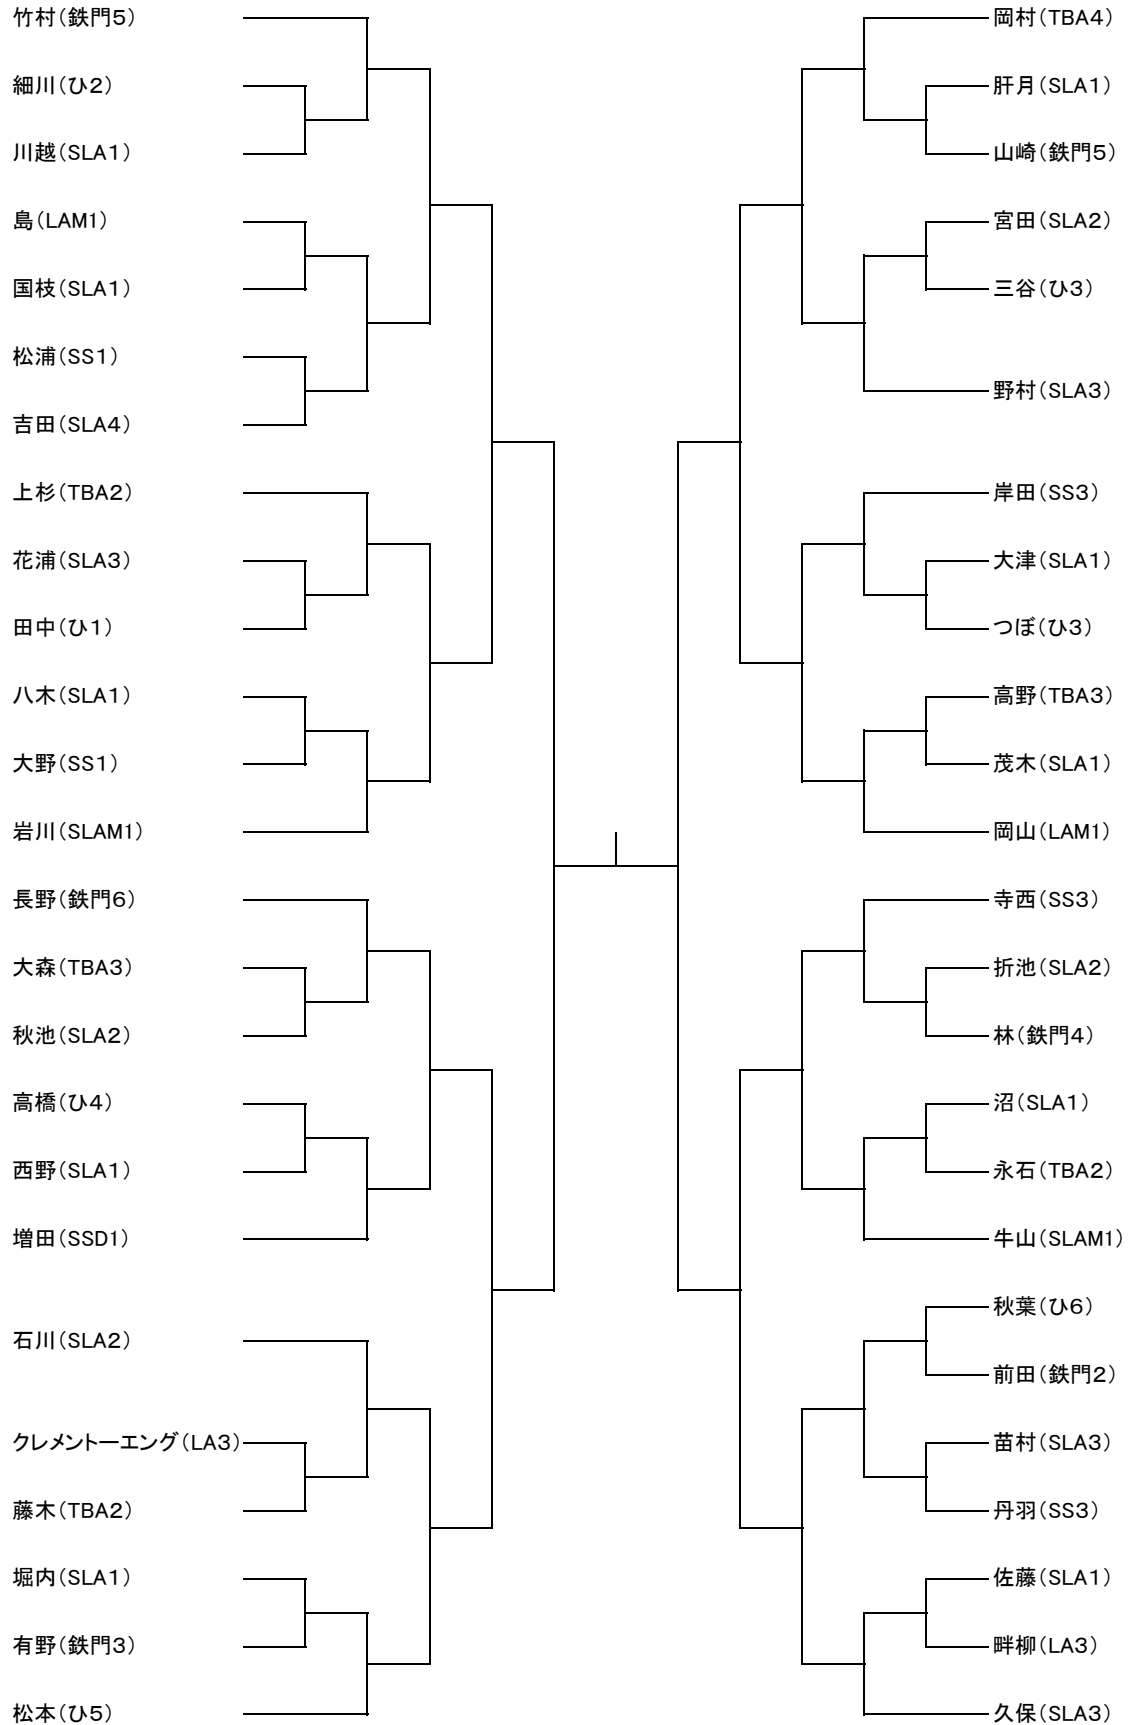 竹村(鉄門5)
細川(ひ2)
川越(SLA1)
島(LAM1)
国枝(SLA1)
松浦(SS1)
吉田(SLA4)
上杉(TBA2)
花浦(SLA3)
田中(ひ1)
八木(SLA1)
大野(SS1)
岩川(SLAM1)
長野(鉄門6)
大森(TBA3)
秋池(SLA2)
高橋(ひ4)
西野(SLA1)
増田(SSD1)
石川(SLA2)
クレメントーエング(LA3)
藤木(TBA2)
堀内(SLA1)
有野(鉄門3)
松本(ひ5)
岡村(TBA4)
肝月(SLA1)
山崎(鉄門5)
宮田(SLA2)
三谷(ひ3)
野村(SLA3)
岸田(SS3)
大津(SLA1)
つぼ(ひ3)
高野(TBA3)
茂木(SLA1)
岡山(LAM1)
寺西(SS3)
折池(SLA2)
林(鉄門4)
沼(SLA1)
永石(TBA2)
牛山(SLAM1)
秋葉(ひ6)
前田(鉄門2)
苗村(SLA3)
丹羽(SS3)
佐藤(SLA1)
畔柳(LA3)
久保(SLA3)